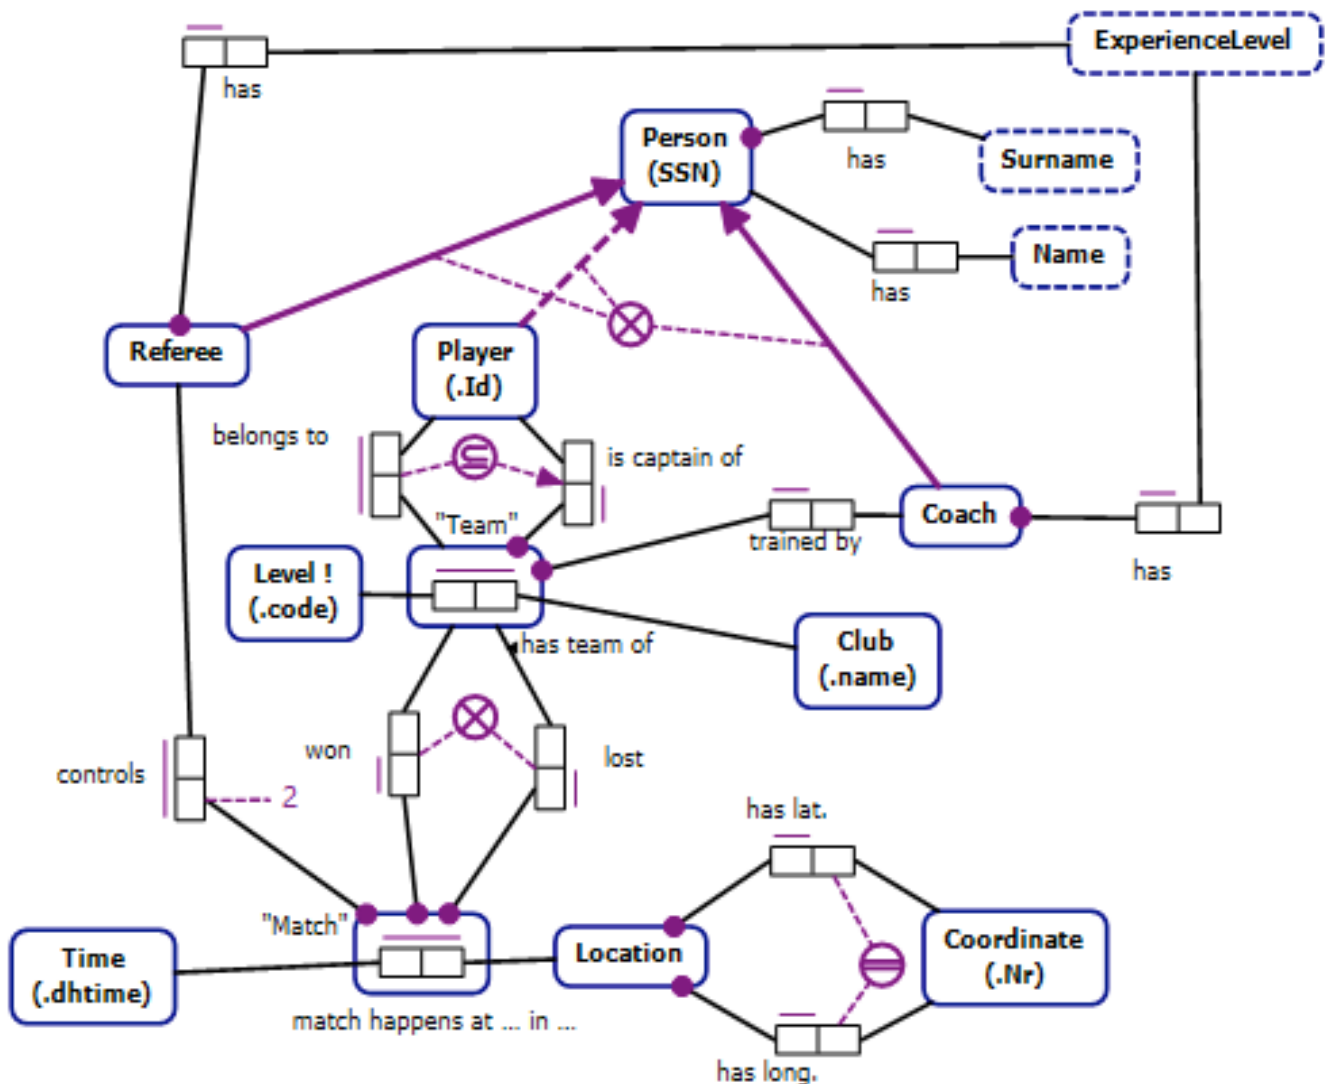 ExperienceLevel
has
Person
(SSN)
has
Surname
Name
has
Referee
Player
(.Id)
belongs to
is captain of
"Team"
Coach
trained by
has
Level !
(.code)
has team of
Club
(.name)
won
lost
controls
2
has lat.
"Match"
Time
(.dhtime)
Location
Coordinate
(.Nr)
match happens at ... in ...
has long.